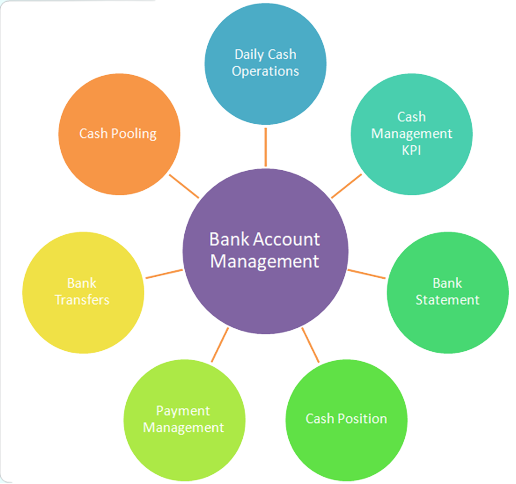 Daily Cash
Operations
Cash
Management
KPI
Bank
Statement
Cash Position
Payment
Management
Bank
Transfers
Cash Pooling
Bank Account
Management